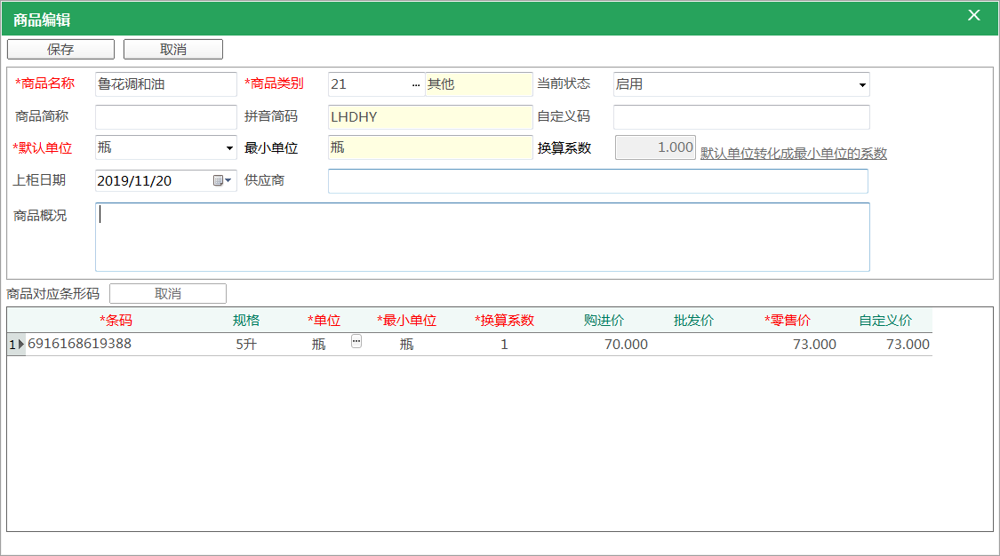 商品编辑
保存 取消
*商品名称 鲁花调和油 *商品类别 21 ... 其他 当前状态 启用
商品简称 拼音简码 LHDHY 自定义码
*默认单位 瓶 最小单位 瓶 换算系数 1.000 默认单位转化成最小单位的系数
上柜日期 2019/11/20 供应商
商品概况
商品对应条形码 取消
*条码 规格 *单位 *最小单位 *换算系数 购进价 批发价 *零售价 自定义价
1 6916168619388 5升 瓶 ... 瓶 1 70.000 73.000 73.000